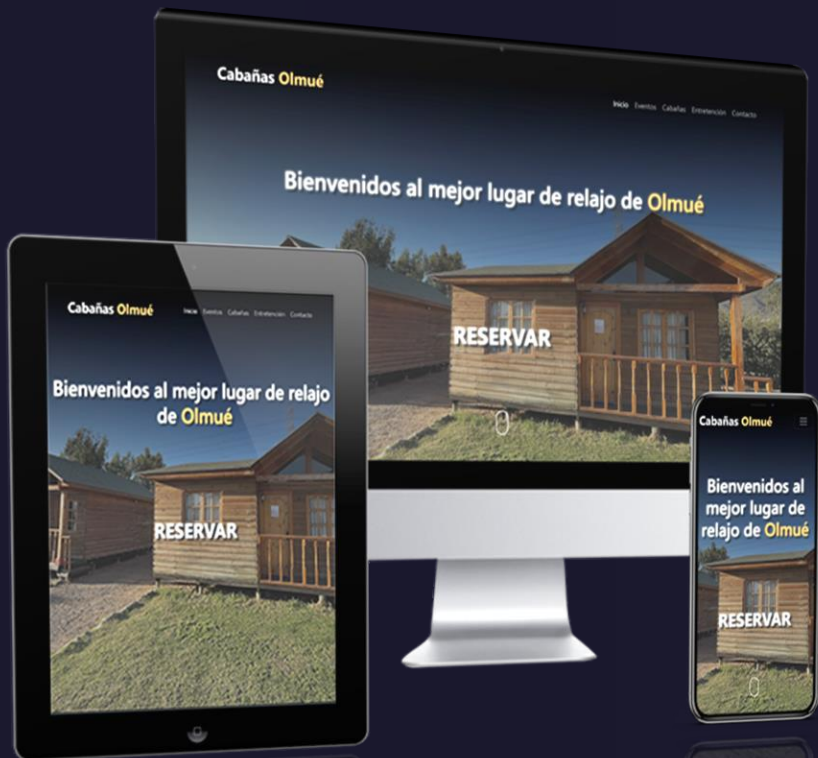 Cabañas Olmué
Inicio Eventos Cabañas Entretención Contacto
Bienvenidos al mejor lugar de relajo de Olmué
RESERVAR
Cabañas Olmué
Inicio Eventos Cabañas Entretención Contacto
Bienvenidos al mejor lugar de relajo
de Olmué
RESERVAR
Cabañas Olmué
Bienvenidos al
mejor lugar de
relajo de Olmué
RESERVAR